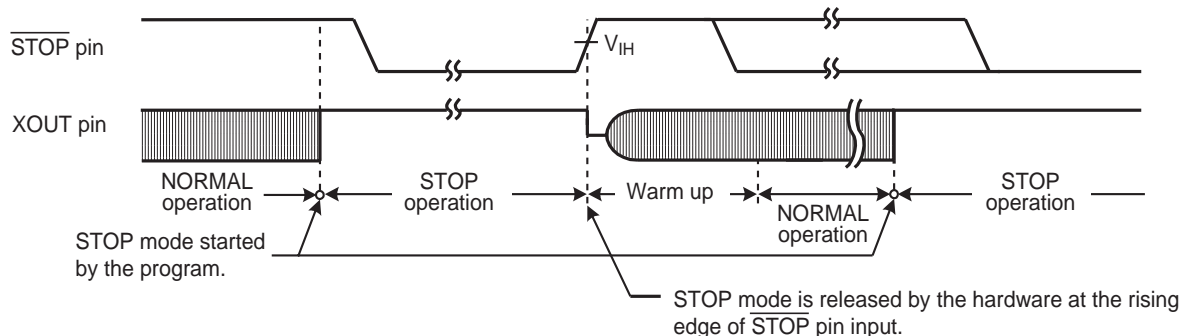 STOP pin
VIH
XOUT pin
NORMAL
operation
STOP
operation
Warm up
NORMAL
operation
STOP
operation
STOP mode started
by the program.
STOP mode is released by the hardware at the rising
edge of STOP pin input.